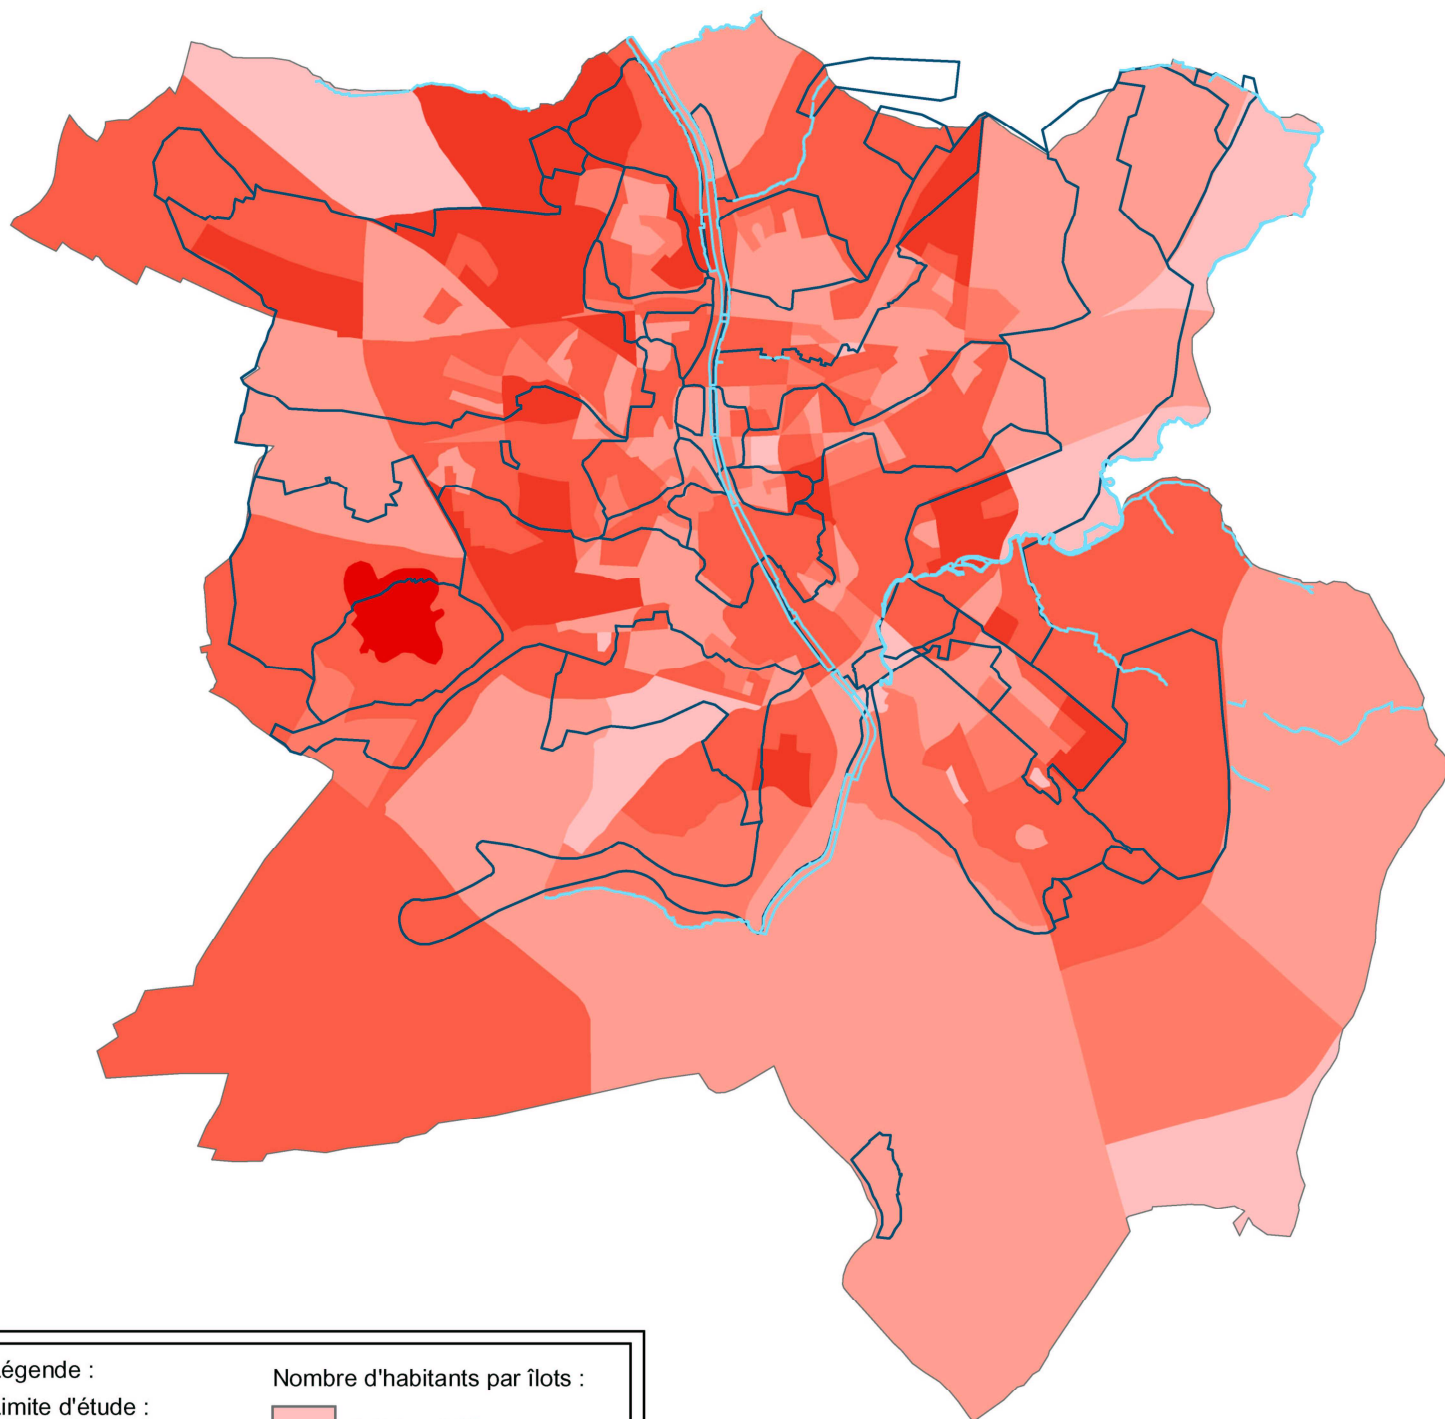 égende :
imite d'étude :
Nombre d'habitants par îlots :